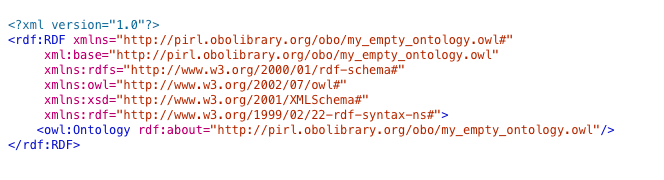 <?xml version="1.0"?>
<rdf:RDF xmlns="http://pirl.obolibrary.org/obo/my_empty_ontology.owl#"
     xml:base="http://pirl.obolibrary.org/obo/my_empty_ontology.owl"
     xmlns:rdfs="http://www.w3.org/2000/01/rdf-schema#"
     xmlns:owl="http://www.w3.org/2002/07/owl#"
     xmlns:xsd="http://www.w3.org/2001/XMLSchema#"
     xmlns:rdf="http://www.w3.org/1999/02/22-rdf-syntax-ns#">
    <owl:Ontology rdf:about="http://pirl.obolibrary.org/obo/my_empty_ontology.owl"/>
</rdf:RDF>